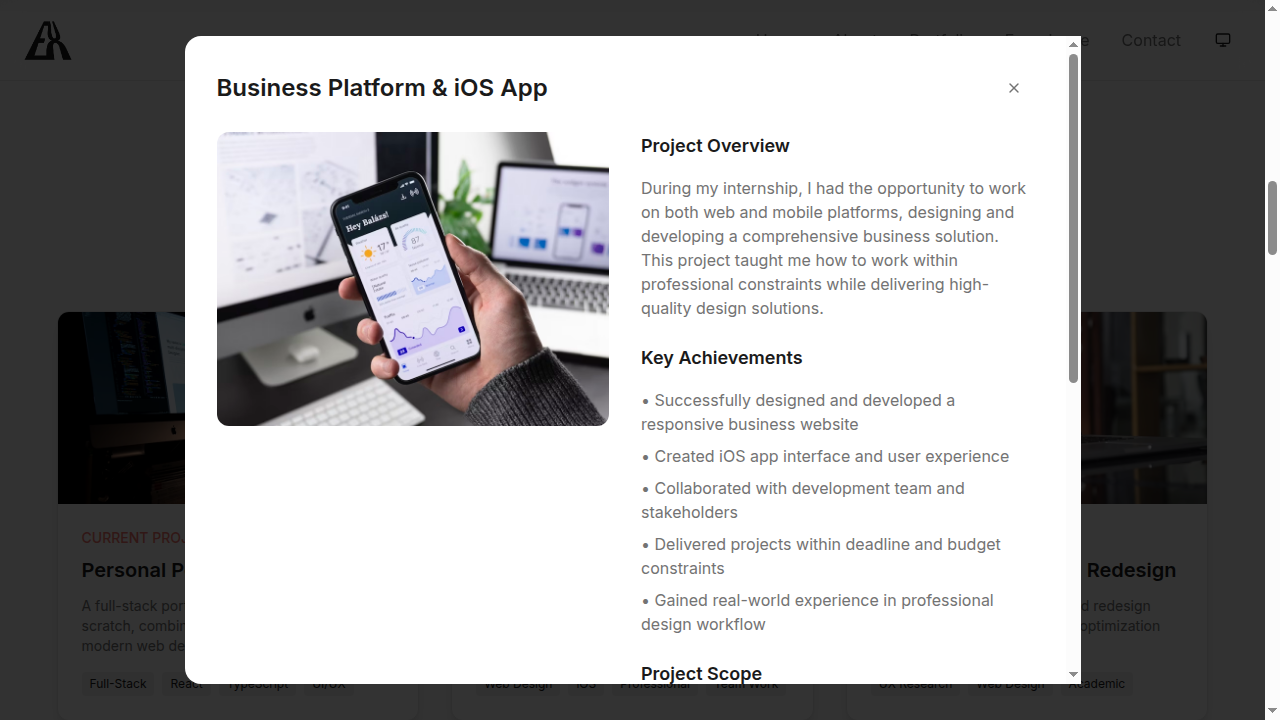 Contact
Business Platform & iOS App
Project Overview
During my internship, I had the opportunity to work
on both web and mobile platforms, designing and
developing a comprehensive business solution.
This project taught me how to work within
professional constraints while delivering high-
quality design solutions.
Key Achievements
• Successfully designed and developed a
responsive business website
• Created iOS app interface and user experience
• Collaborated with development team and
stakeholders
• Delivered projects within deadline and budget
constraints
• Gained real-world experience in professional
design workflow
Project Scope
Hey Balázs!
CURRENT PROJ
Personal P
A full-stack por
scratch, combin
modern web de
Full-Stack React TypeScript UI/UX
Web Design iOS Professional Team Work
Redesign
d redesign
optimization
UX Research Web Design Academic